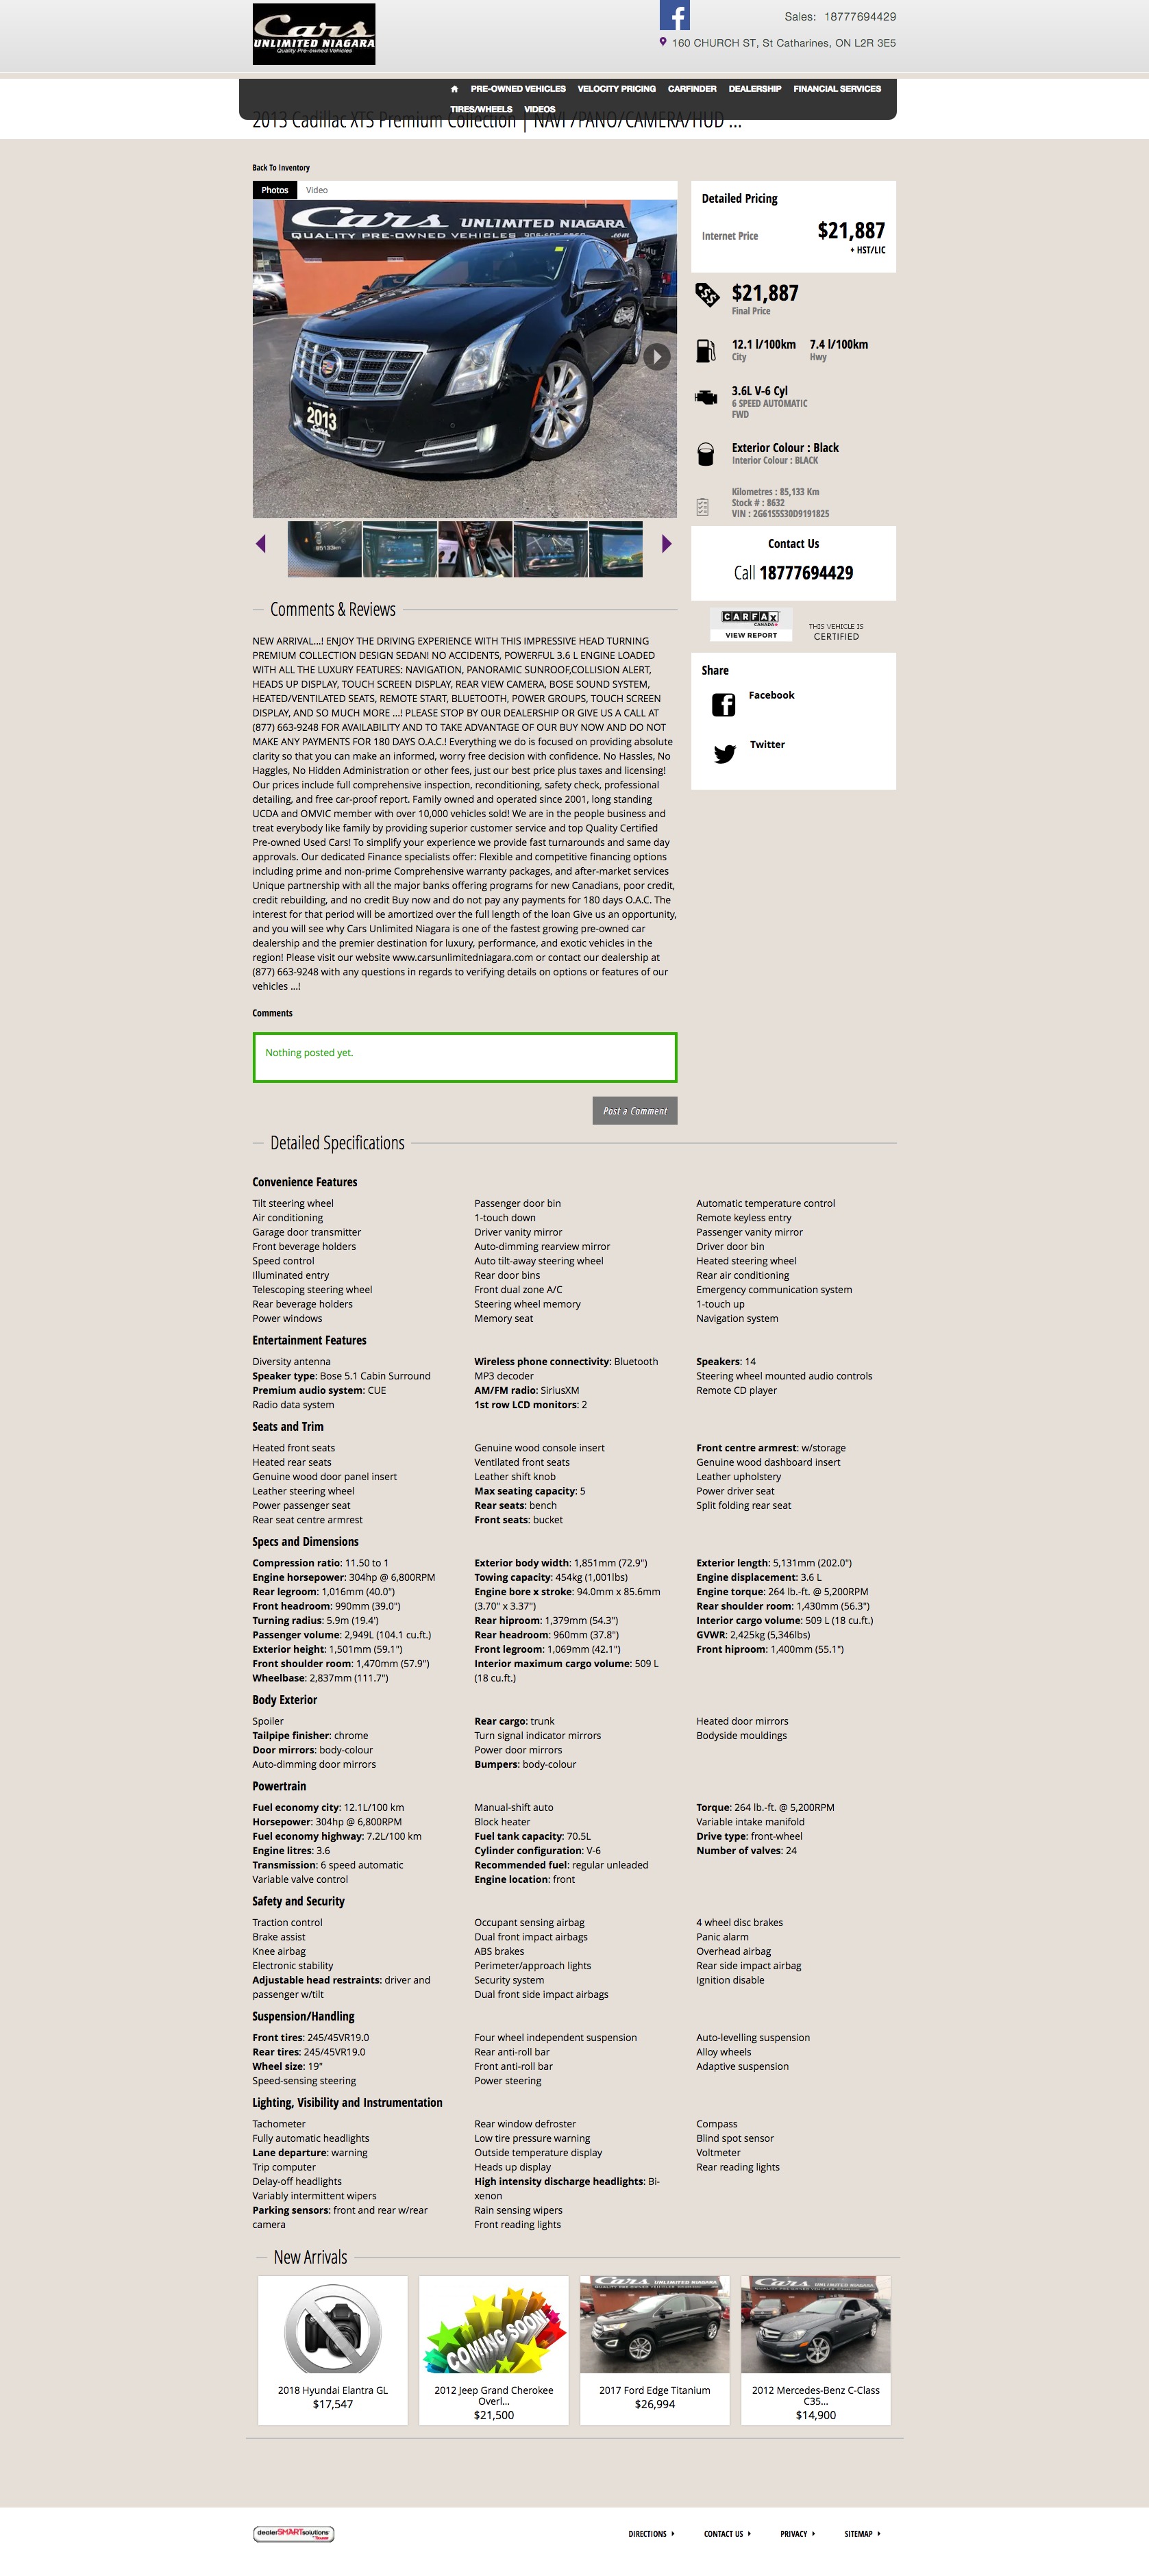 Cars
UNLIMITED NIAGARA
Quality Pre-owned Vehicles
Sales: 18777694429
160 CHURCH ST, St Catharines, ON L2R 3E5
PRE-OWNED VEHICLES VELOCITY PRICING CARFINDER DEALERSHIP FINANCIAL SERVICES
TIRES/WHEELS VIDEOS
2013 Cadillac XTS Premium Collection | NAVI /PANO/CAMERA/HUD ...
Back To Inventory
Photos Video
Cars UNLIMITED NIAGARA
QUALITY PRE-OWNED VEHICLES
.com
2013
Cars
Detailed Pricing
Internet Price $21,887
+ HST/LIC
$21,887
Final Price
12.1 l/100km 7.4 l/100km
City Hwy
3.6L V-6 Cyl
6 SPEED AUTOMATIC
FWD
Exterior Colour : Black
Interior Colour : BLACK
Kilometres : 85,133 Km
Stock # : 8632
VIN : 2G61S5S30D9191825
Contact Us
Call 18777694429
CARFAX
CANADA
VIEW REPORT
THIS VEHICLE IS
CERTIFIED
Share
Facebook
Twitter
Comments & Reviews
NEW ARRIVAL...! ENJOY THE DRIVING EXPERIENCE WITH THIS IMPRESSIVE HEAD TURNING
PREMIUM COLLECTION DESIGN SEDAN! NO ACCIDENTS, POWERFUL 3.6 L ENGINE LOADED
WITH ALL THE LUXURY FEATURES: NAVIGATION, PANORAMIC SUNROOF,COLLISION ALERT,
HEADS UP DISPLAY, TOUCH SCREEN DISPLAY, REAR VIEW CAMERA, BOSE SOUND SYSTEM,
HEATED/VENTILATED SEATS, REMOTE START, BLUETOOTH, POWER GROUPS, TOUCH SCREEN
DISPLAY, AND SO MUCH MORE ...! PLEASE STOP BY OUR DEALERSHIP OR GIVE US A CALL AT
(877) 663-9248 FOR AVAILABILITY AND TO TAKE ADVANTAGE OF OUR BUY NOW AND DO NOT
MAKE ANY PAYMENTS FOR 180 DAYS O.A.C.! Everything we do is focused on providing absolute
clarity so that you can make an informed, worry free decision with confidence. No Hassles, No
Haggles, No Hidden Administration or other fees, just our best price plus taxes and licensing!
Our prices include full comprehensive inspection, reconditioning, safety check, professional
detailing, and free car-proof report. Family owned and operated since 2001, long standing
UCDA and OMVIC member with over 10,000 vehicles sold! We are in the people business and
treat everybody like family by providing superior customer service and top Quality Certified
Pre-owned Used Cars! To simplify your experience we provide fast turnarounds and same day
approvals. Our dedicated Finance specialists offer: Flexible and competitive financing options
including prime and non-prime Comprehensive warranty packages, and after-market services
Unique partnership with all the major banks offering programs for new Canadians, poor credit,
credit rebuilding, and no credit Buy now and do not pay any payments for 180 days O.A.C. The
interest for that period will be amortized over the full length of the loan Give us an opportunity,
and you will see why Cars Unlimited Niagara is one of the fastest growing pre-owned car
dealership and the premier destination for luxury, performance, and exotic vehicles in the
region! Please visit our website www.carsunlimitedniagara.com or contact our dealership at
(877) 663-9248 with any questions in regards to verifying details on options or features of our
vehicles ...!
Comments
Nothing posted yet.
Post a Comment
Detailed Specifications
Convenience Features
Tilt steering wheel Passenger door bin Automatic temperature control
Air conditioning 1-touch down Remote keyless entry
Garage door transmitter Driver vanity mirror Passenger vanity mirror
Front beverage holders Auto-dimming rearview mirror Driver door bin
Speed control Auto tilt-away steering wheel Heated steering wheel
Illuminated entry Rear door bins Rear air conditioning
Telescoping steering wheel Front dual zone A/C Emergency communication system
Rear beverage holders Steering wheel memory 1-touch up
Power windows Memory seat Navigation system
Entertainment Features
Diversity antenna Wireless phone connectivity: Bluetooth Speakers: 14
Speaker type: Bose 5.1 Cabin Surround MP3 decoder Steering wheel mounted audio controls
Premium audio system: CUE AM/FM radio: SiriusXM Remote CD player
Radio data system 1st row LCD monitors: 2
Seats and Trim
Heated front seats Genuine wood console insert Front centre armrest: w/storage
Heated rear seats Ventilated front seats Genuine wood dashboard insert
Genuine wood door panel insert Leather shift knob Leather upholstery
Leather steering wheel Max seating capacity: 5 Power driver seat
Power passenger seat Rear seats: bench Split folding rear seat
Rear seat centre armrest Front seats: bucket
Specs and Dimensions
Compression ratio: 11.50 to 1 Exterior body width: 1,851mm (72.9") Exterior length: 5,131mm (202.0")
Engine horsepower: 304hp @ 6,800RPM Towing capacity: 454kg (1,001lbs) Engine displacement: 3.6 L
Rear legroom: 1,016mm (40.0") Engine bore x stroke: 94.0mm x 85.6mm Engine torque: 264 lb.-ft. @ 5,200RPM
Front headroom: 990mm (39.0") (3.70" x 3.37") Rear shoulder room: 1,430mm (56.3")
Turning radius: 5.9m (19.4') Rear hiproom: 1,379mm (54.3") Interior cargo volume: 509 L (18 cu.ft.)
Passenger volume: 2,949L (104.1 cu.ft.) Rear headroom: 960mm (37.8") GVWR: 2,425kg (5,346lbs)
Exterior height: 1,501mm (59.1") Front legroom: 1,069mm (42.1") Front hiproom: 1,400mm (55.1")
Front shoulder room: 1,470mm (57.9") Interior maximum cargo volume: 509 L
Wheelbase: 2,837mm (111.7") (18 cu.ft.)
Body Exterior
Spoiler Rear cargo: trunk Heated door mirrors
Tailpipe finisher: chrome Turn signal indicator mirrors Bodyside mouldings
Door mirrors: body-colour Power door mirrors
Auto-dimming door mirrors Bumpers: body-colour
Powertrain
Fuel economy city: 12.1L/100 km Manual-shift auto Torque: 264 lb.-ft. @ 5,200RPM
Horsepower: 304hp @ 6,800RPM Block heater Variable intake manifold
Fuel economy highway: 7.2L/100 km Fuel tank capacity: 70.5L Drive type: front-wheel
Engine litres: 3.6 Cylinder configuration: V-6 Number of valves: 24
Transmission: 6 speed automatic Recommended fuel: regular unleaded
Variable valve control Engine location: front
Safety and Security
Traction control Occupant sensing airbag 4 wheel disc brakes
Brake assist Dual front impact airbags Panic alarm
Knee airbag ABS brakes Overhead airbag
Electronic stability Perimeter/approach lights Rear side impact airbag
Adjustable head restraints: driver and Security system Ignition disable
passenger w/tilt Dual front side impact airbags
Suspension/Handling
Front tires: 245/45VR19.0 Four wheel independent suspension Auto-levelling suspension
Rear tires: 245/45VR19.0 Rear anti-roll bar Alloy wheels
Wheel size: 19" Front anti-roll bar Adaptive suspension
Speed-sensing steering Power steering
Lighting, Visibility and Instrumentation
Tachometer Rear window defroster Compass
Fully automatic headlights Low tire pressure warning Blind spot sensor
Lane departure: warning Outside temperature display Voltmeter
Trip computer Heads up display Rear reading lights
Delay-off headlights High intensity discharge headlights: Bi-
Variably intermittent wipers xenon
Parking sensors: front and rear w/rear Rain sensing wipers
camera Front reading lights
New Arrivals
COMING SOON!
Cars UNLIMITED NIAGARA
Cars UNLIMITED NIAGARA
2018 Hyundai Elantra GL
$17,547
2012 Jeep Grand Cherokee
Overl...
$21,500
2017 Ford Edge Titanium
$26,994
2012 Mercedes-Benz C-Class
C35...
$14,900
dealerSMARTsolutions
DIRECTIONS CONTACT US PRIVACY SITEMAP